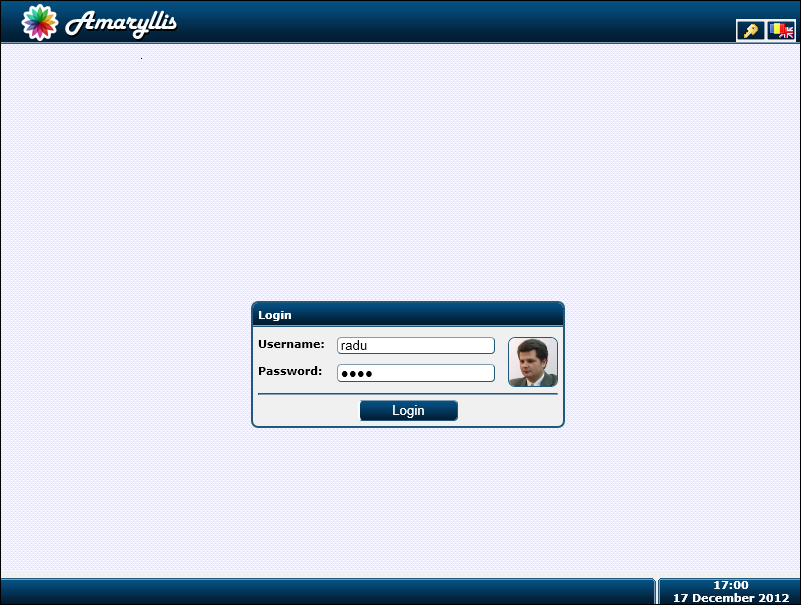 Amaryllis
Login
Username: radu
Password: ●●●●
Login
17:00
17 December 2012